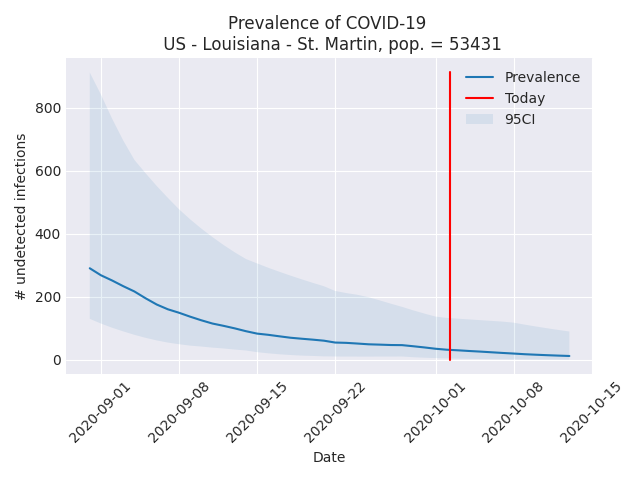 Prevalence of COVID-19
US - Louisiana - St. Martin, pop. = 53431
Prevalence
Today
95CI
# undetected infections
800
600
400
200
0
2020-09-01
2020-09-08
2020-09-15
2020-09-22
2020-10-01
2020-10-08
2020-10-15
Date